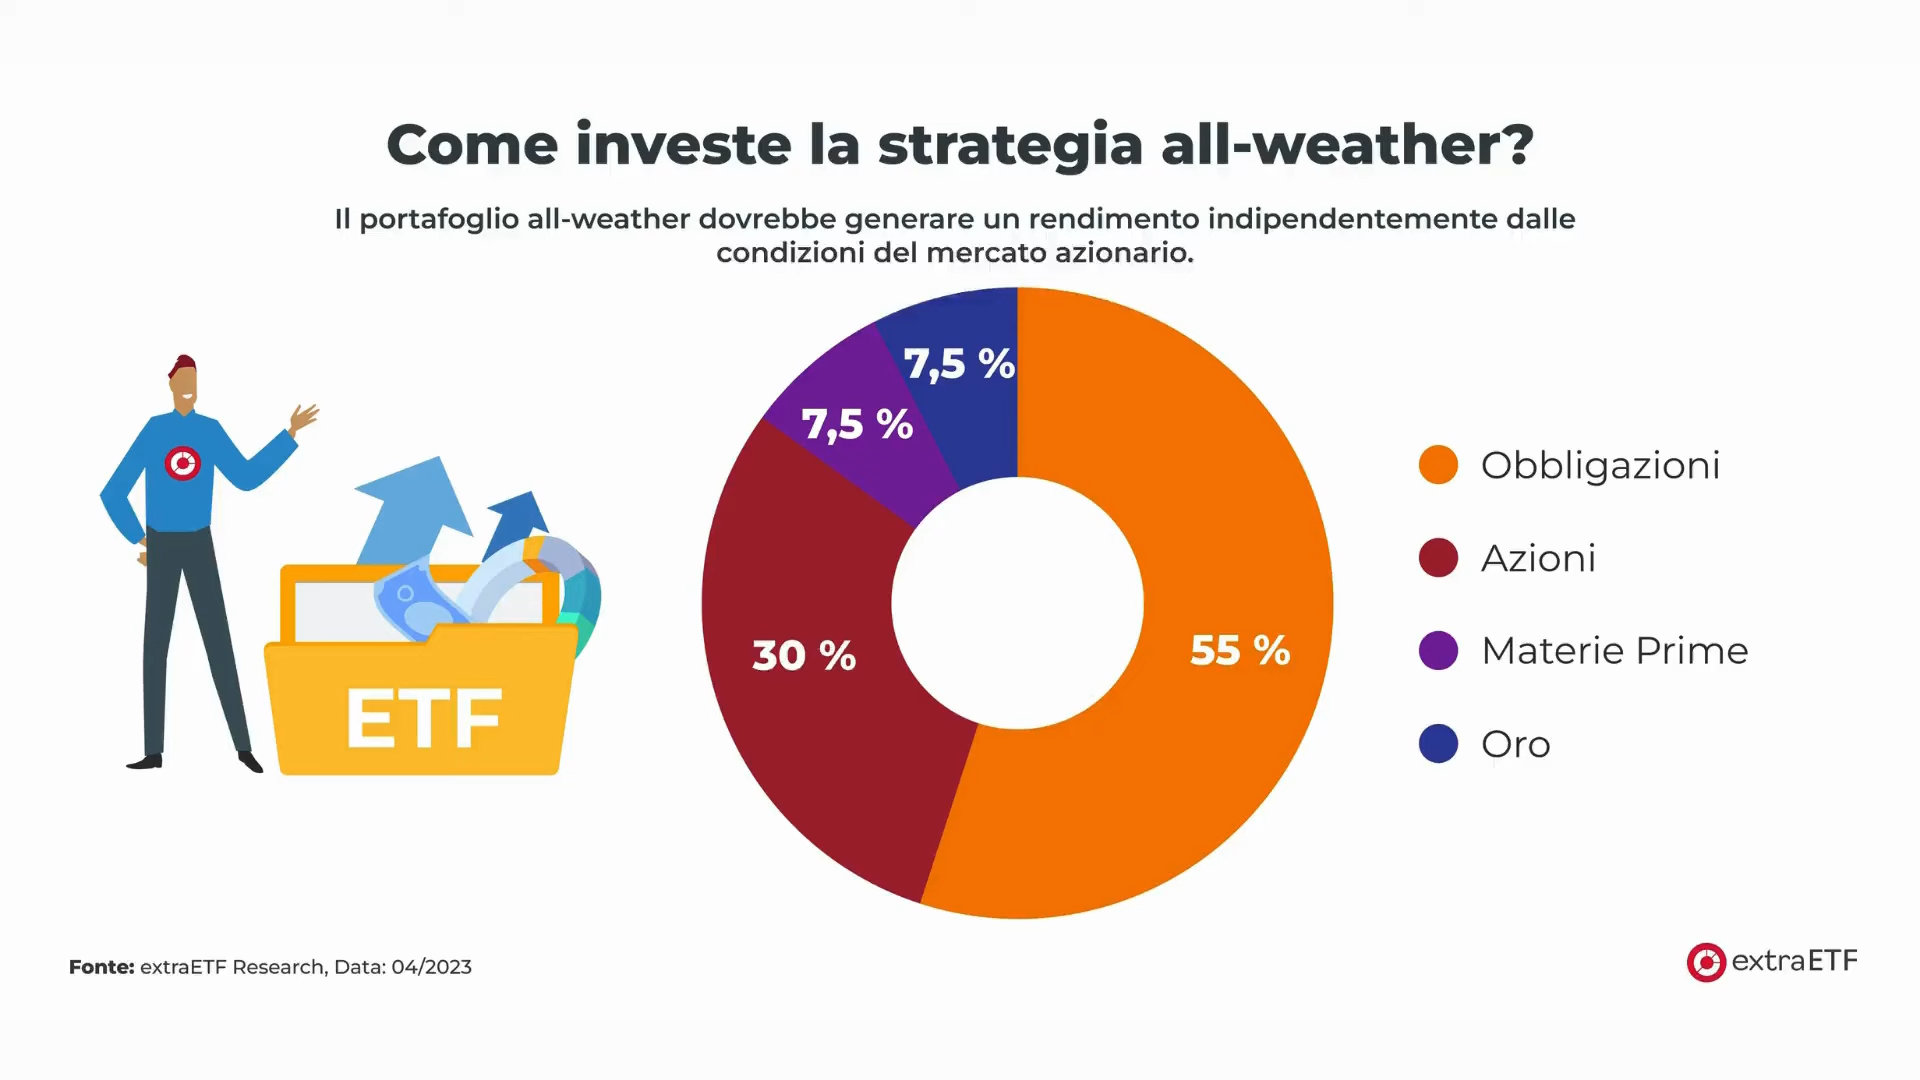 Come investe la strategia all-weather?
Il portafoglio all-weather dovrebbe generare un rendimento indipendentemente dalle
condizioni del mercato azionario.
7,5 %
7,5 %
30 %
55 %
Obbligazioni
Azioni
Materie Prime
Oro
ETF
Fonte: extraETF Research, Data: 04/2023
extraETF